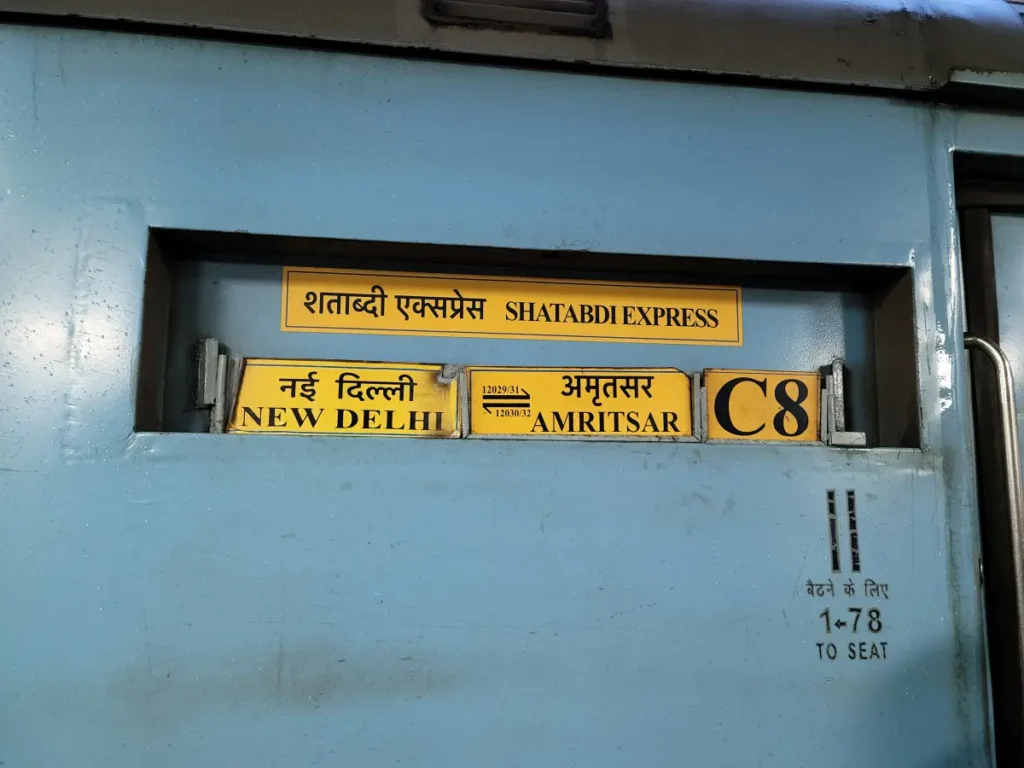 शताब्दी एक्सप्रेस SHATABDI EXPRESS
नई दिल्ली
NEW DELHI
12029/31
12030/32
अमृतसर
AMRITSAR
C8
II
बैठने के लिए
1←78
TO SEAT